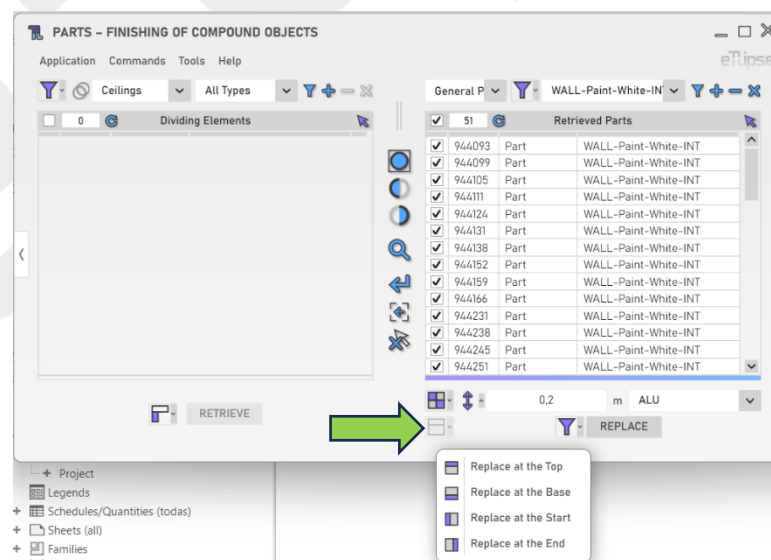 PARTS – FINISHING OF COMPOUND OBJECTS
Application Commands Tools Help
eTlipse
Ceilings All Types
General P WALL-Paint-White-IN
0 Dividing Elements
51 Retrieved Parts
944093 Part WALL-Paint-White-INT
944099 Part WALL-Paint-White-INT
944105 Part WALL-Paint-White-INT
944111 Part WALL-Paint-White-INT
944124 Part WALL-Paint-White-INT
944131 Part WALL-Paint-White-INT
944138 Part WALL-Paint-White-INT
944152 Part WALL-Paint-White-INT
944159 Part WALL-Paint-White-INT
944166 Part WALL-Paint-White-INT
944231 Part WALL-Paint-White-INT
944238 Part WALL-Paint-White-INT
944245 Part WALL-Paint-White-INT
944251 Part WALL-Paint-White-INT
0,2 m ALU
RETRIEVE
REPLACE
Replace at the Top
Replace at the Base
Replace at the Start
Replace at the End
Project
Legends
Schedules/Quantities (todas)
Sheets (all)
Families